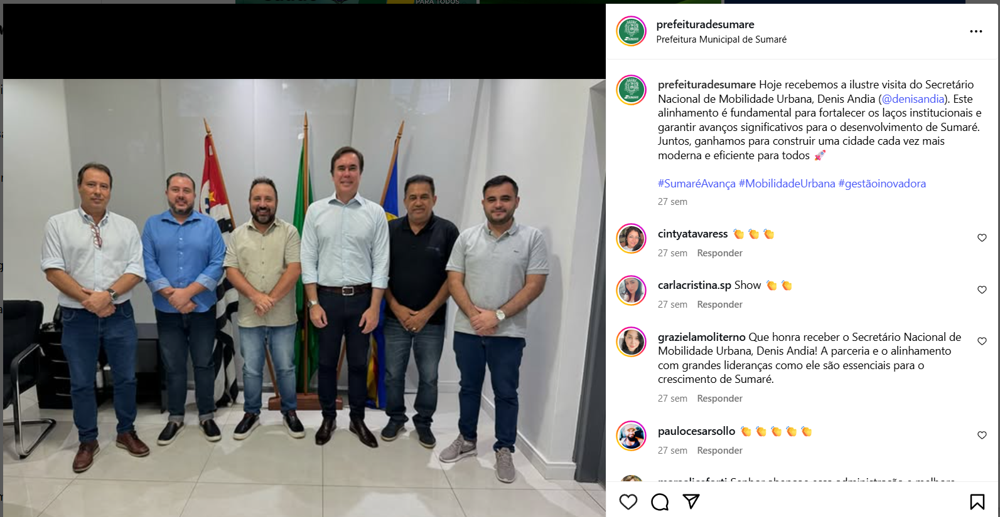 PARA TODOS
prefeituradesumare
Prefeitura Municipal de Sumaré
prefeituradesumare Hoje recebemos a ilustre visita do Secretário
Nacional de Mobilidade Urbana, Denis Andia (@denisandia). Este
alinhamento é fundamental para fortalecer os laços institucionais e
garantir avanços significativos para o desenvolvimento de Sumaré.
Juntos, ganhamos para construir uma cidade cada vez mais
moderna e eficiente para todos 🚀
#SumaréAvança #MobilidadeUrbana #gestãoinovadora
27 sem
cintyatavaress 👏👏👏
27 sem Responder
carlacristina.sp Show 👏👏
27 sem Responder
grazielamoliterno Que honra receber o Secretário Nacional de
Mobilidade Urbana, Denis Andia! A parceria e o alinhamento
com grandes lideranças como ele são essenciais para o
crescimento de Sumaré.
27 sem Responder
paulocesarsollo 👏👏👏👏👏
27 sem Responder